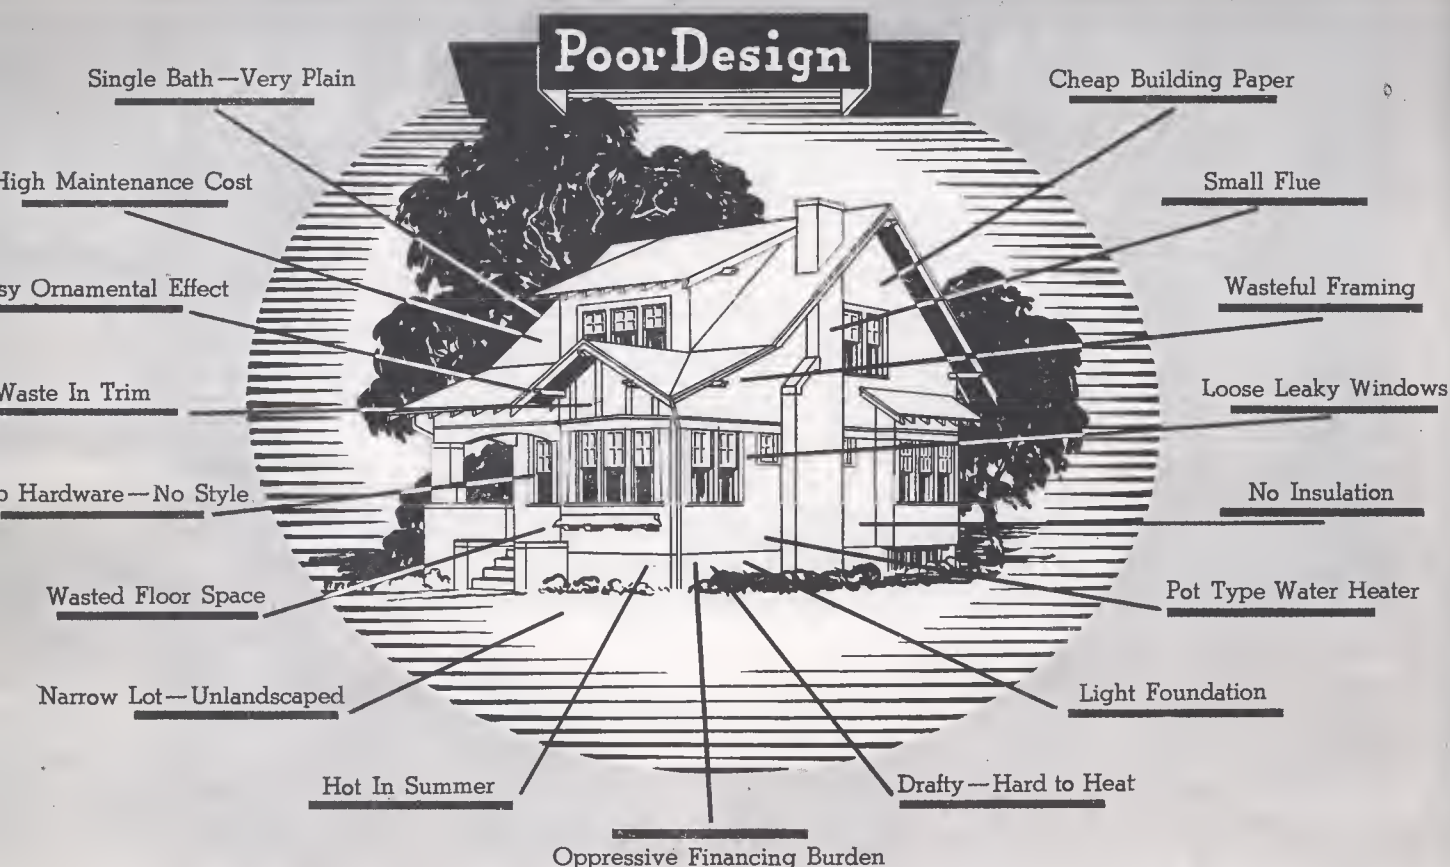 Poor Design
Single Bath—Very Plain
Cheap Building Paper
High Maintenance Cost
Small Flue
Ornamental Effect
Wasteful Framing
Waste In Trim
Loose Leaky Windows
Hardware—No Style
No Insulation
Wasted Floor Space
Pot Type Water Heater
Narrow Lot—Unlandscaped
Light Foundation
Hot In Summer
Drafty—Hard to Heat
Oppressive Financing Burden